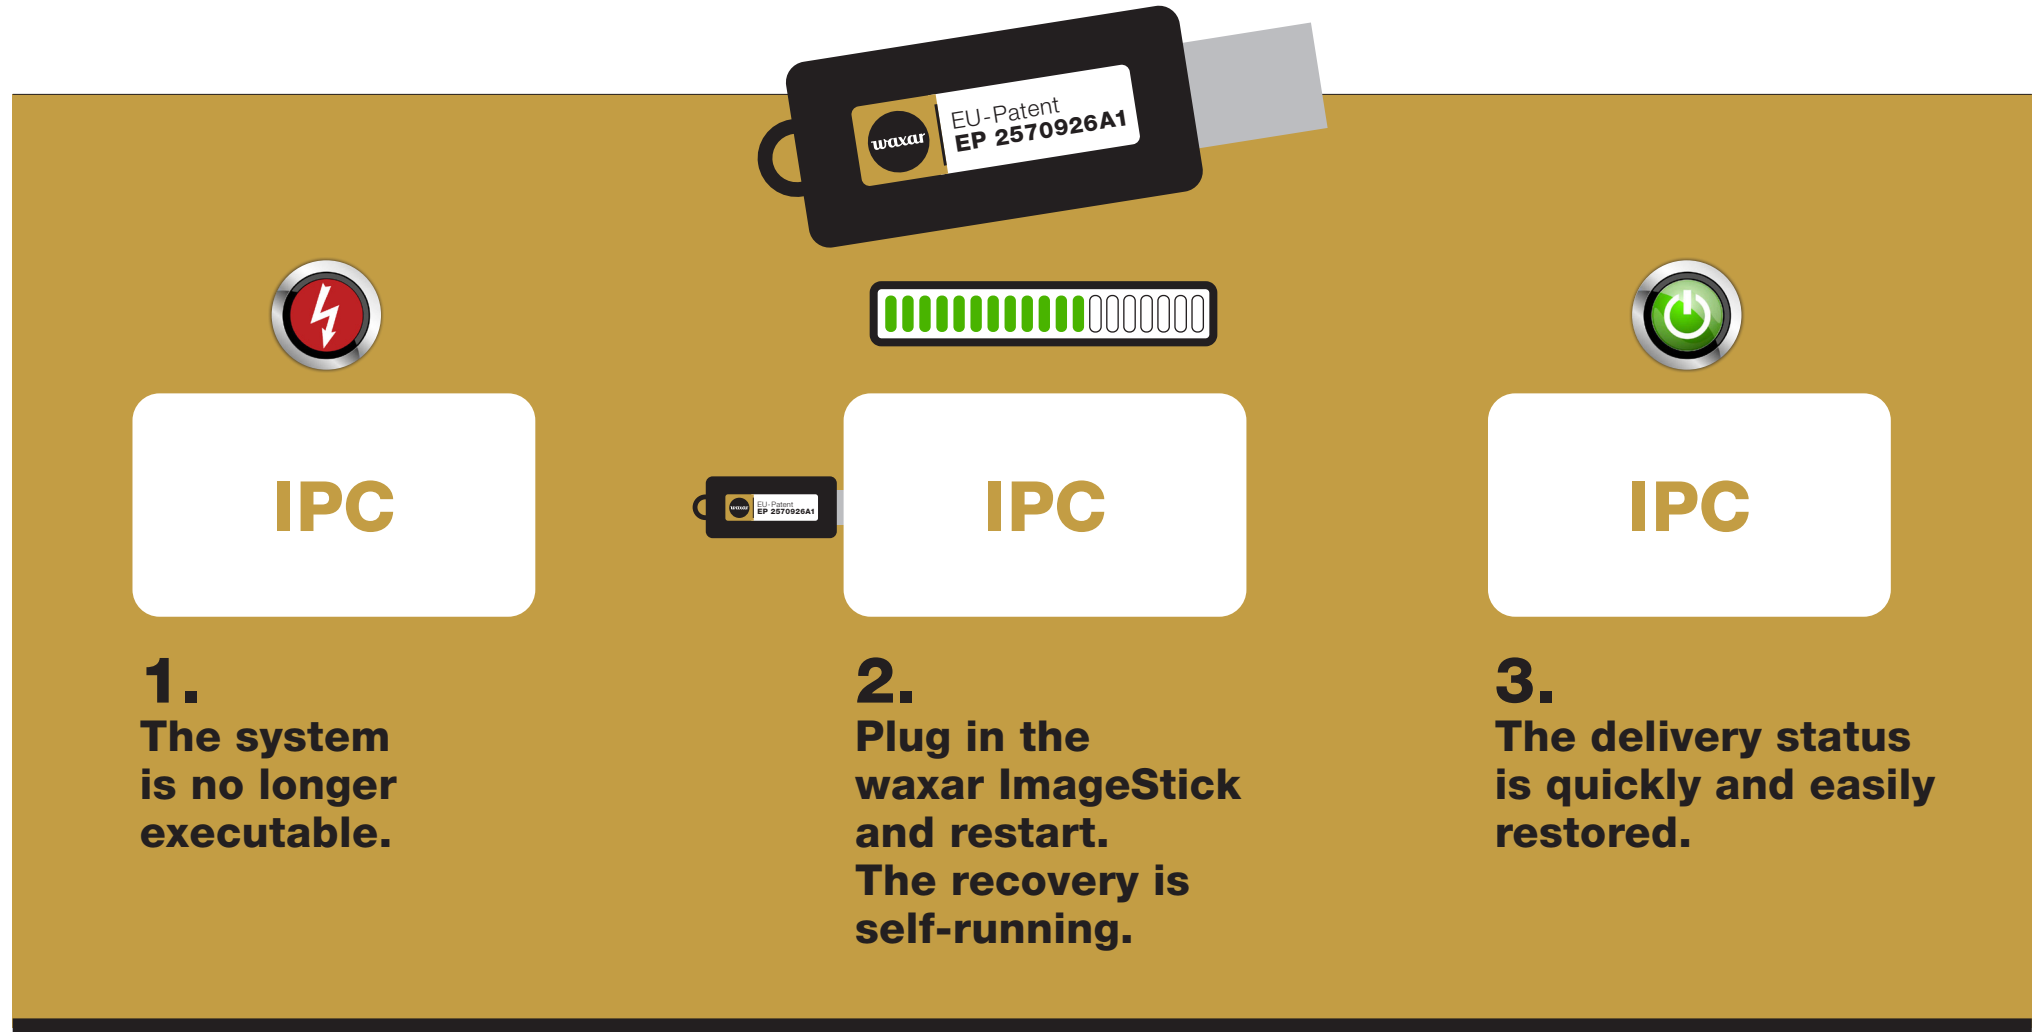 waxar
EU-Patent
EP 2570926A1
IPC
waxar
EU-Patent
EP 2570926A1
IPC
IPC
1.
The system
is no longer
executable.
2.
Plug in the
waxar ImageStick
and restart.
The recovery is
self-running.
3.
The delivery status
is quickly and easily
restored.